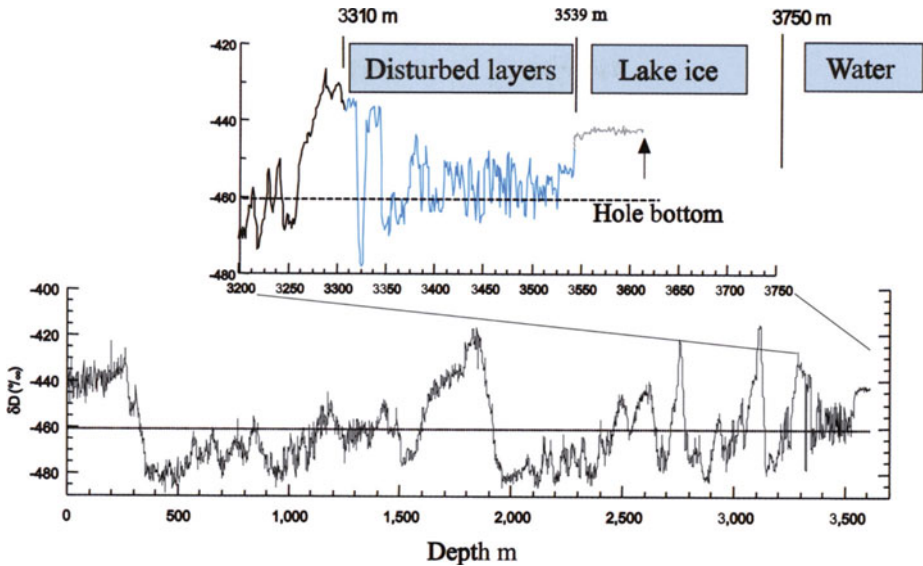 3310 m 3539 m 3750 m
Disturbed layers Lake ice Water
-420
-440
-460
-480
Hole bottom
3200 3250 3300 3350 3400 3450 3500 3550 3600 3650 3700 3750
-400
-420
-440
-460
-480
δD (‰)
0 500 1,000 1,500 2,000 2,500 3,000 3,500
Depth m